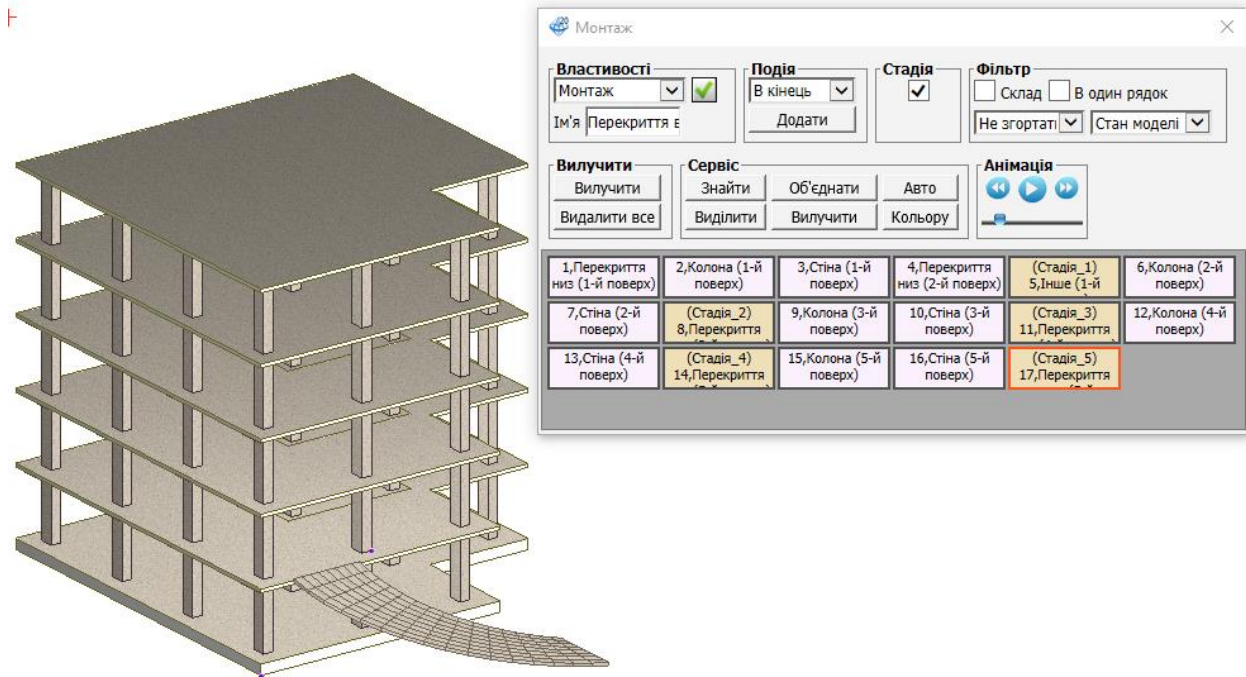 Монтаж
Властивості
Монтаж
Ім'я
Перекриття в
Подія
В кінець
Додати
Стадія
Фільтр
Склад
В один рядок
Не згортати
Стан моделі
Вилучити
Вилучити
Видалити все
Сервіс
Знайти
Об'єднати
Авто
Виділити
Вилучити
Кольору
Анімація
1,Перекриття
низ (1-й поверх)
2,Колона (1-й
поверх)
3,Стіна (1-й
поверх)
4,Перекриття
низ (2-й поверх)
(Стадія_1)
5,Інше (1-й
6,Колона (2-й
поверх)
7,Стіна (2-й
поверх)
(Стадія_2)
8,Перекриття
9,Колона (3-й
поверх)
10,Стіна (3-й
поверх)
(Стадія_3)
11,Перекриття
12,Колона (4-й
поверх)
13,Стіна (4-й
поверх)
(Стадія_4)
14,Перекриття
15,Колона (5-й
поверх)
16,Стіна (5-й
поверх)
(Стадія_5)
17,Перекриття